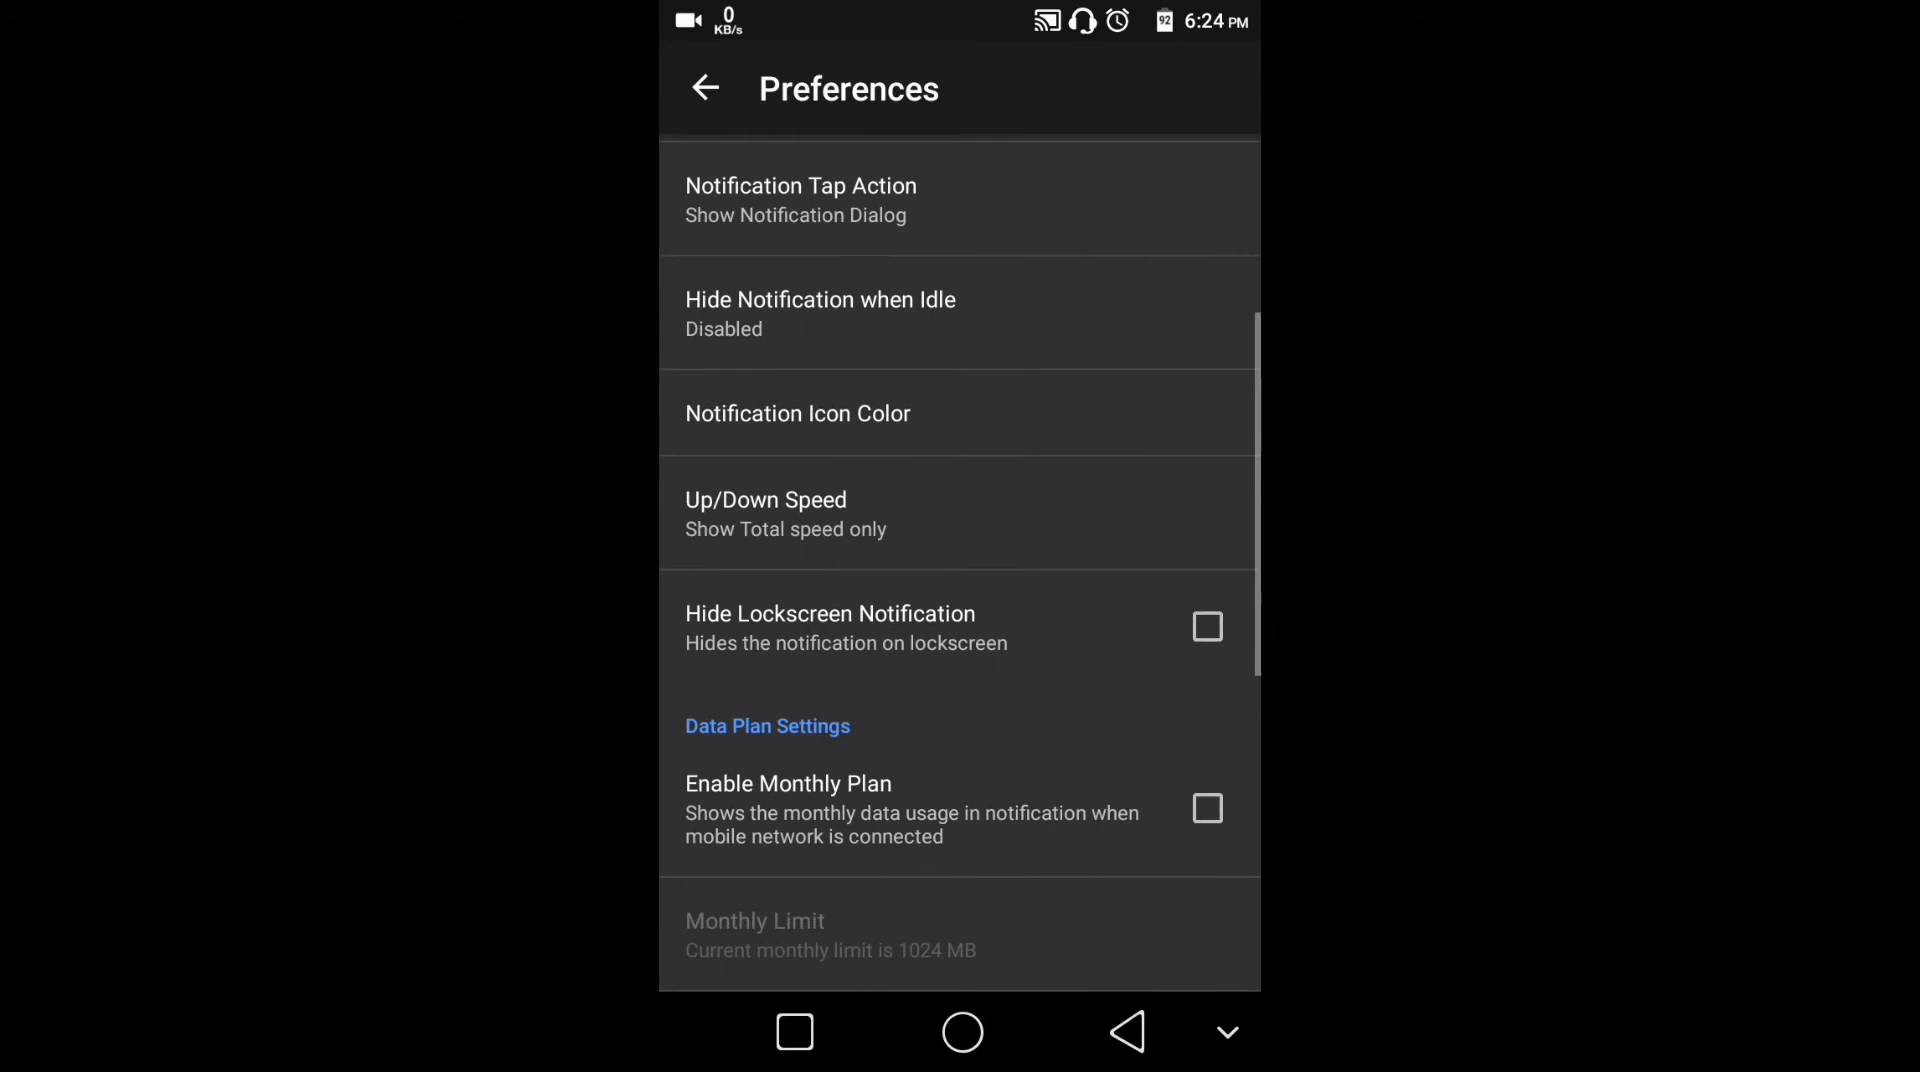 0
KB/s
92
6:24 PM
Preferences
Notification Tap Action
Show Notification Dialog
Hide Notification when Idle
Disabled
Notification Icon Color
Up/Down Speed
Show Total speed only
Hide Lockscreen Notification
Hides the notification on lockscreen
Data Plan Settings
Enable Monthly Plan
Shows the monthly data usage in notification when
mobile network is connected
Monthly Limit
Current monthly limit is 1024 MB